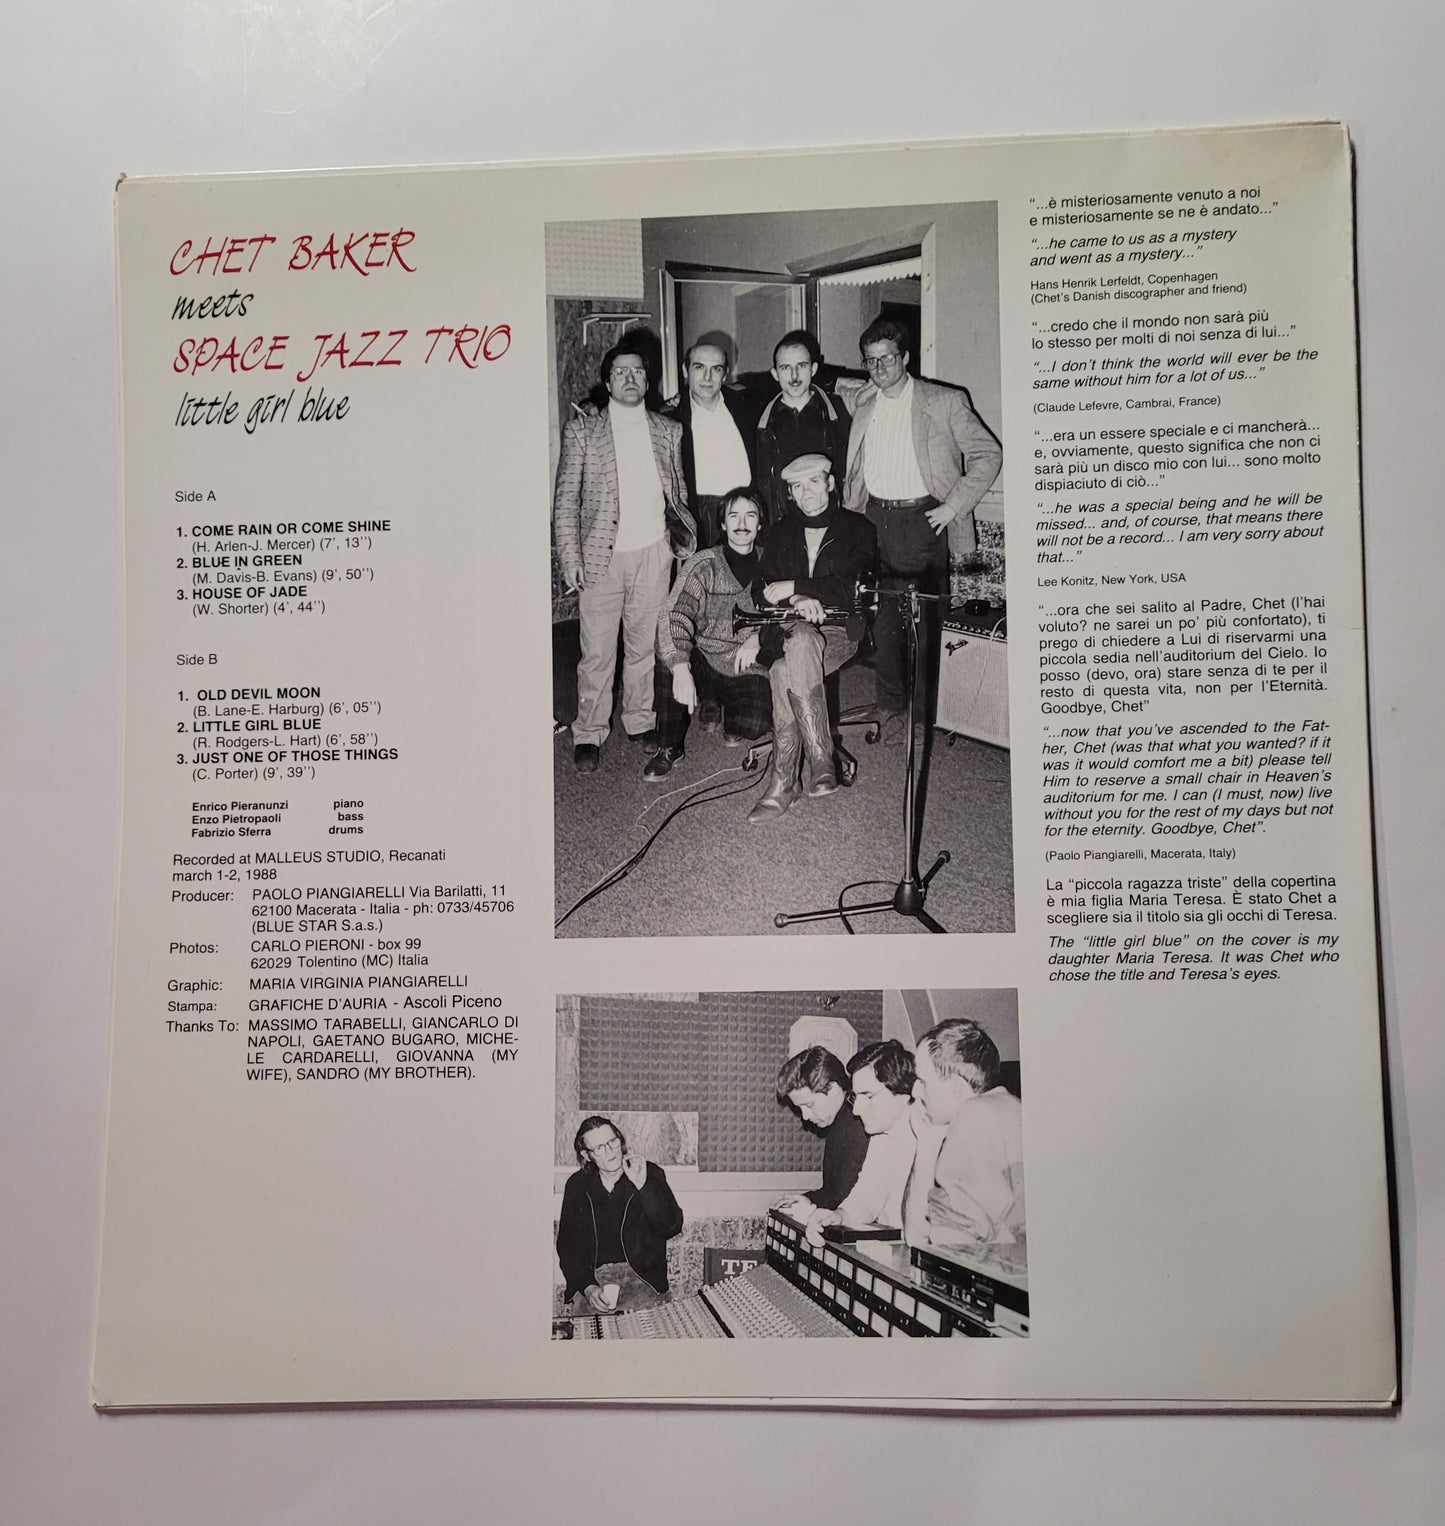 CHET BAKER
meets
SPACE JAZZ TRIO
little girl blue
Side A
1. COME RAIN OR COME SHINE
(H. Arlen-J. Mercer) (7', 13'')
2. BLUE IN GREEN
(M. Davis-B. Evans) (9', 50'')
3. HOUSE OF JADE
(W. Shorter) (4', 44'')
Side B
1. OLD DEVIL MOON
(B. Lane-E. Harburg) (6', 05'')
2. LITTLE GIRL BLUE
(R. Rodgers-L. Hart) (6', 58'')
3. JUST ONE OF THOSE THINGS
(C. Porter) (9', 39'')
Enrico Pieranunzi piano
Enzo Pietropaoli bass
Fabrizio Sferra drums
Recorded at MALLEUS STUDIO, Recanati
march 1-2, 1988
Producer: PAOLO PIANGIARELLI Via Barilatti, 11
62100 Macerata - Italia - ph: 0733/45706
(BLUE STAR S.a.s.)
Photos: CARLO PIERONI - box 99
62029 Tolentino (MC) Italia
Graphic: MARIA VIRGINIA PIANGIARELLI
Stampa: GRAFICHE D'AURIA - Ascoli Piceno
Thanks To: MASSIMO TARABELLI, GIANCARLO DI
NAPOLI, GAETANO BUGARO, MICHE-
LE CARDARELLI, GIOVANNA (MY
WIFE), SANDRO (MY BROTHER).
Fender
TE
"...è misteriosamente venuto a noi
e misteriosamente se ne è andato..."
"...he came to us as a mystery
and went as a mystery..."
Hans Henrik Lerfeldt, Copenhagen
(Chet's Danish discographer and friend)
"...credo che il mondo non sarà più
lo stesso per molti di noi senza di lui..."
"...I don't think the world will ever be the
same without him for a lot of us..."
(Claude Lefevre, Cambrai, France)
"...era un essere speciale e ci mancherà...
e, ovviamente, questo significa che non ci
sarà più un disco mio con lui... sono molto
dispiaciuto di ciò..."
"...he was a special being and he will be
missed... and, of course, that means there
will not be a record... I am very sorry about
that..."
Lee Konitz, New York, USA
"...ora che sei salito al Padre, Chet (l'hai
voluto? ne sarei un po' più confortato), ti
prego di chiedere a Lui di riservarmi una
piccola sedia nell'auditorium del Cielo. Io
posso (devo, ora) stare senza di te per il
resto di questa vita, non per l'Eternità.
Goodbye, Chet"
"...now that you've ascended to the Fat-
her, Chet (was that what you wanted? if it
was it would comfort me a bit) please tell
Him to reserve a small chair in Heaven's
auditorium for me. I can (I must, now) live
without you for the rest of my days but not
for the eternity. Goodbye, Chet".
(Paolo Piangiarelli, Macerata, Italy)
La "piccola ragazza triste" della copertina
è mia figlia Maria Teresa. È stato Chet a
scegliere sia il titolo sia gli occhi di Teresa.
The "little girl blue" on the cover is my
daughter Maria Teresa. It was Chet who
chose the title and Teresa's eyes.